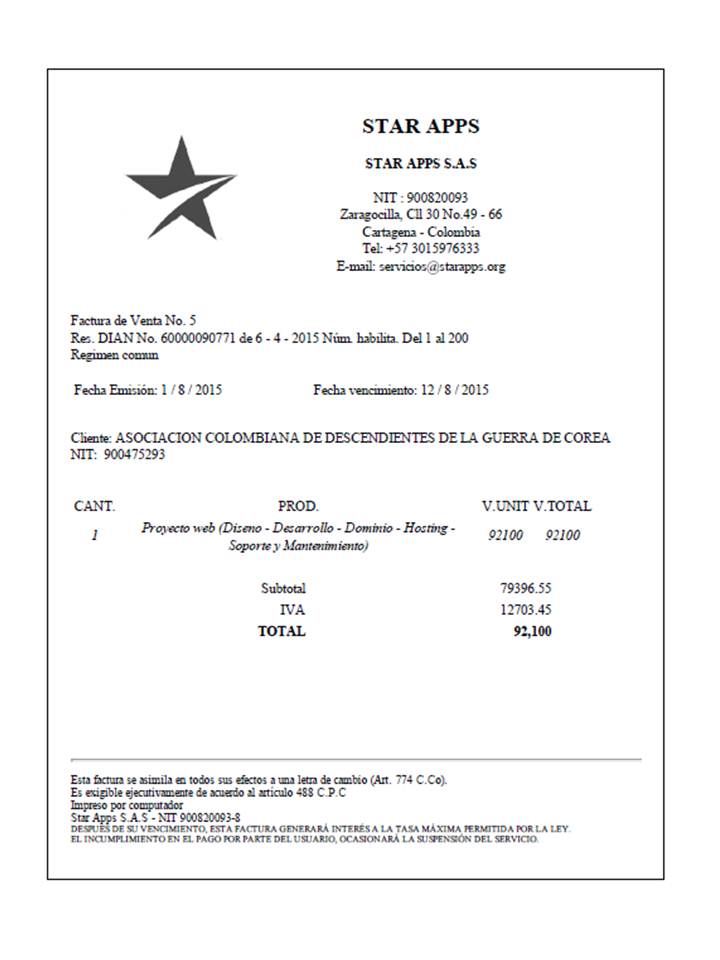 STAR APPS
STAR APPS S.A.S
NIT : 900820093
Zaragocilla, Cll 30 No.49 - 66
Cartagena - Colombia
Tel: +57 3015976333
E-mail: servicios@starapps.org
Factura de Venta No. 5
Res. DIAN No. 60000090771 de 6 - 4 - 2015 Núm. habilita. Del 1 al 200
Regimen comun
Fecha Emisión: 1 / 8 / 2015 Fecha vencimiento: 12 / 8 / 2015
Cliente: ASOCIACION COLOMBIANA DE DESCENDIENTES DE LA GUERRA DE COREA
NIT: 900475293
CANT. PROD. V.UNIT V.TOTAL
1 Proyecto web (Diseno - Desarrollo - Dominio - Hosting - Soporte y Mantenimiento) 92100 92100
Subtotal 79396.55
IVA 12703.45
TOTAL 92,100
Esta factura se asimila en todos sus efectos a una letra de cambio (Art. 774 C.Co).
Es exigible ejecutivamente de acuerdo al articulo 488 C.P.C
Impreso por computador
Star Apps S.A.S - NIT 900820093-8
DESPUÉS DE SU VENCIMIENTO, ESTA FACTURA GENERARÁ INTERÉS A LA TASA MÁXIMA PERMITIDA POR LA LEY.
EL INCUMPLIMIENTO EN EL PAGO POR PARTE DEL USUARIO, OCASIONARÁ LA SUSPENSIÓN DEL SERVICIO.